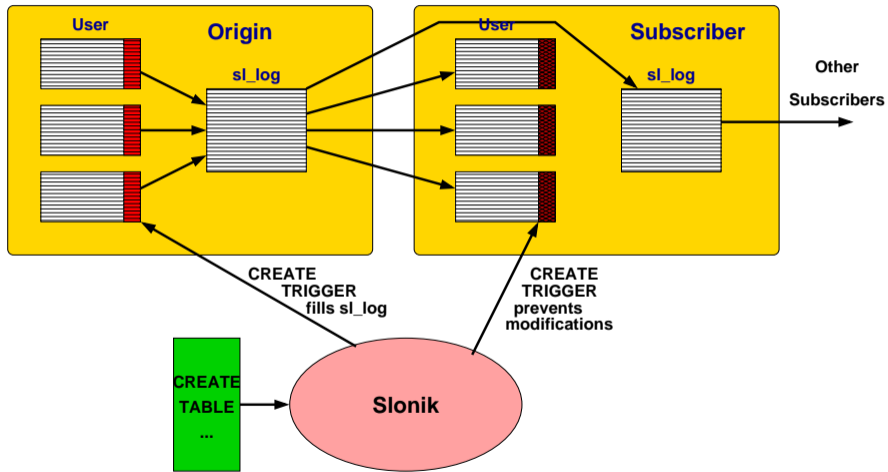 User
Origin
sl_log
User
Subscriber
sl_log
Other
Subscribers
CREATE
TRIGGER
fills sl_log
CREATE
TRIGGER
prevents
modifications
CREATE
TABLE
...
Slonik